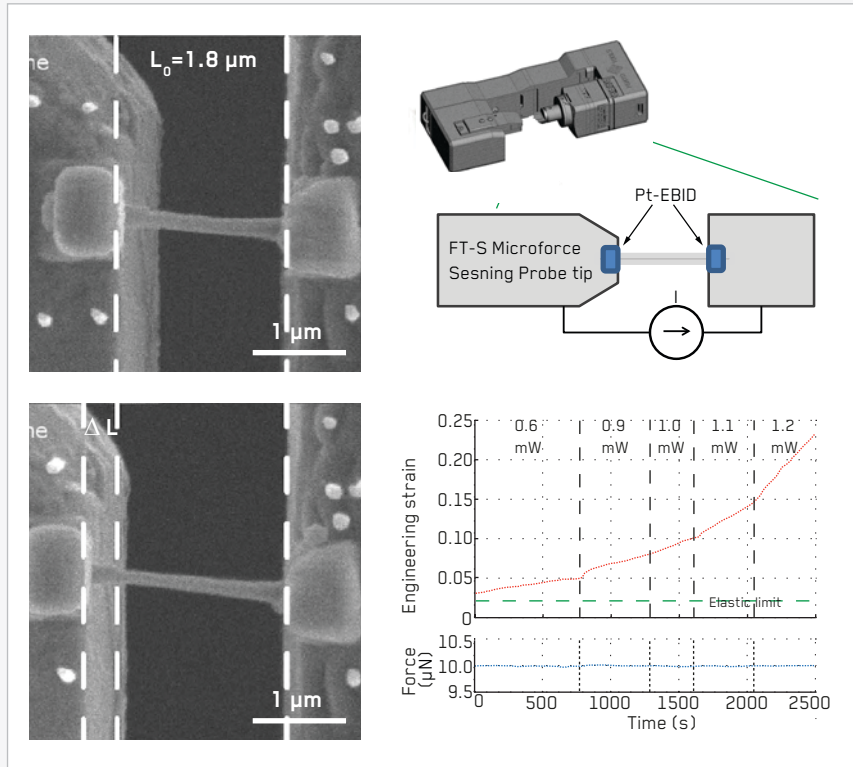 ne
L₀=1.8 µm
1 µm
Pt-EBID
FT-S Microforce
Sesning Probe tip
I
ne
Δ L
1 µm
0.25
0.20
0.15
0.10
0.05
0
Engineering strain
0.6
mW
0.9
mW
1.0
mW
1.1
mW
1.2
mW
Elastic limit
10.5
10.0
9.5
Force
(µN)
0
500
1000
1500
2000
2500
Time (s)